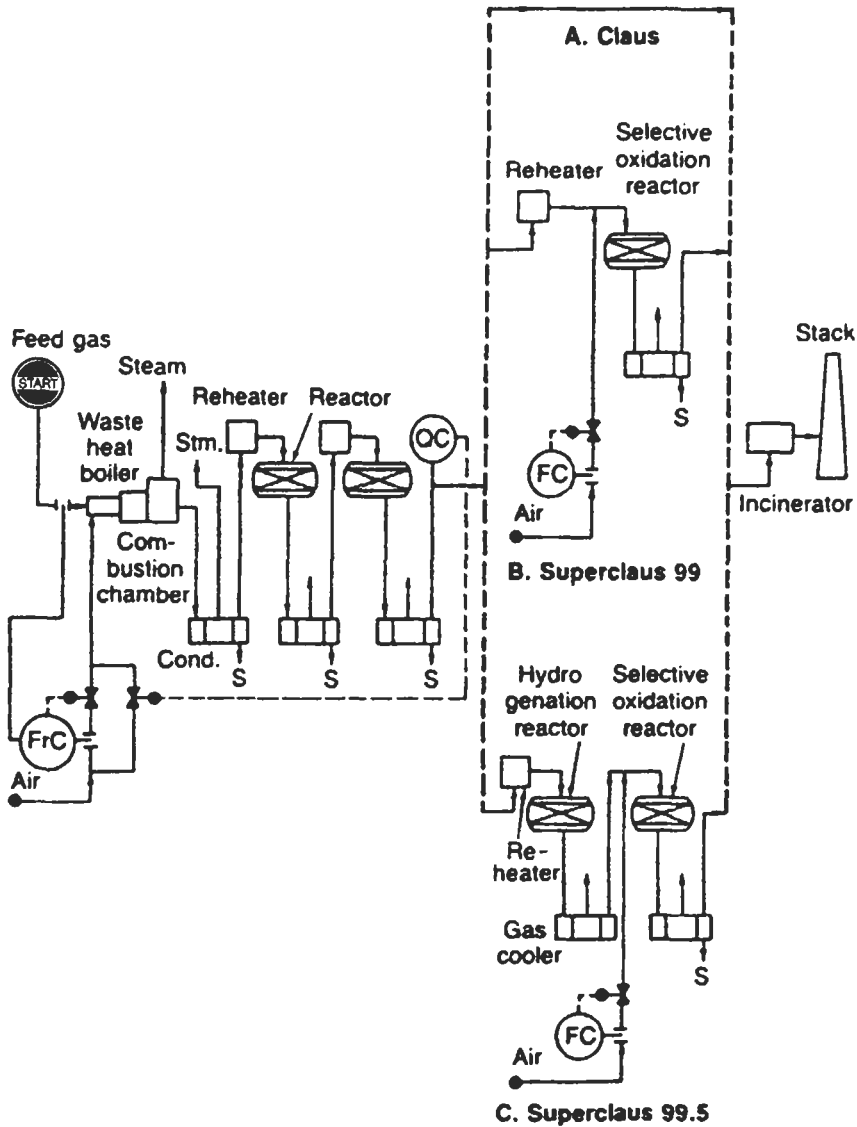 A. Claus
Selective
oxidation
reactor
Reheater
Stack
Feed gas
START
Steam
Reheater
Reactor
Waste
heat
boiler
Stm.
QC
S
FC
Incinerator
Air
Com-
bustion
chamber
B. Superclaus 99
Cond.
S
S
S
Hydro
genation
reactor
Selective
oxidation
reactor
FrC
Air
Re-
heater
Gas
cooler
S
FC
Air
C. Superclaus 99.5